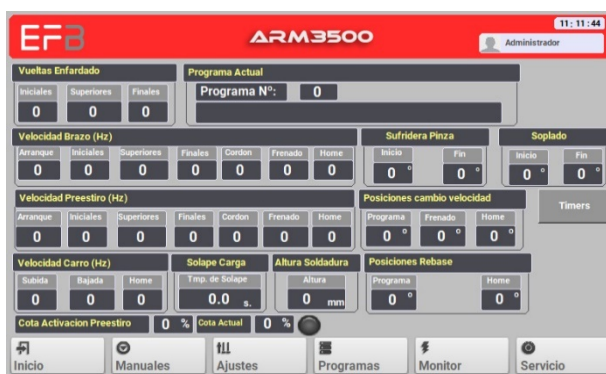 EFB
ARM3500
11:11:44
Administrador
Vueltas Enfardado
Programa Actual
Iniciales Superiores Finales
Programa Nº: 0
0 0 0
Velocidad Brazo (Hz)
Sufridera Pinza
Soplado
Arranque Iniciales Superiores Finales Cordon Frenado Home
Inicio Fin
Inicio Fin
0 0 0 0 0 0 0
0 ° 0 °
0 ° 0 °
Velocidad Preestiro (Hz)
Posiciones cambio velocidad
Timers
Arranque Iniciales Superiores Finales Cordon Frenado Home
Programa Frenado Home
0 0 0 0 0 0 0
0 ° 0 ° 0 °
Velocidad Carro (Hz)
Solape Carga
Altura Soldadura
Posiciones Rebase
Subida Bajada Home
Tmp. de Solape
Altura
Programa Home
0 0 0
0.0 s.
0 mm
0 ° 0 °
Cota Activacion Preestiro 0 % Cota Actual 0 %
Inicio Manuales Ajustes Programas Monitor Servicio